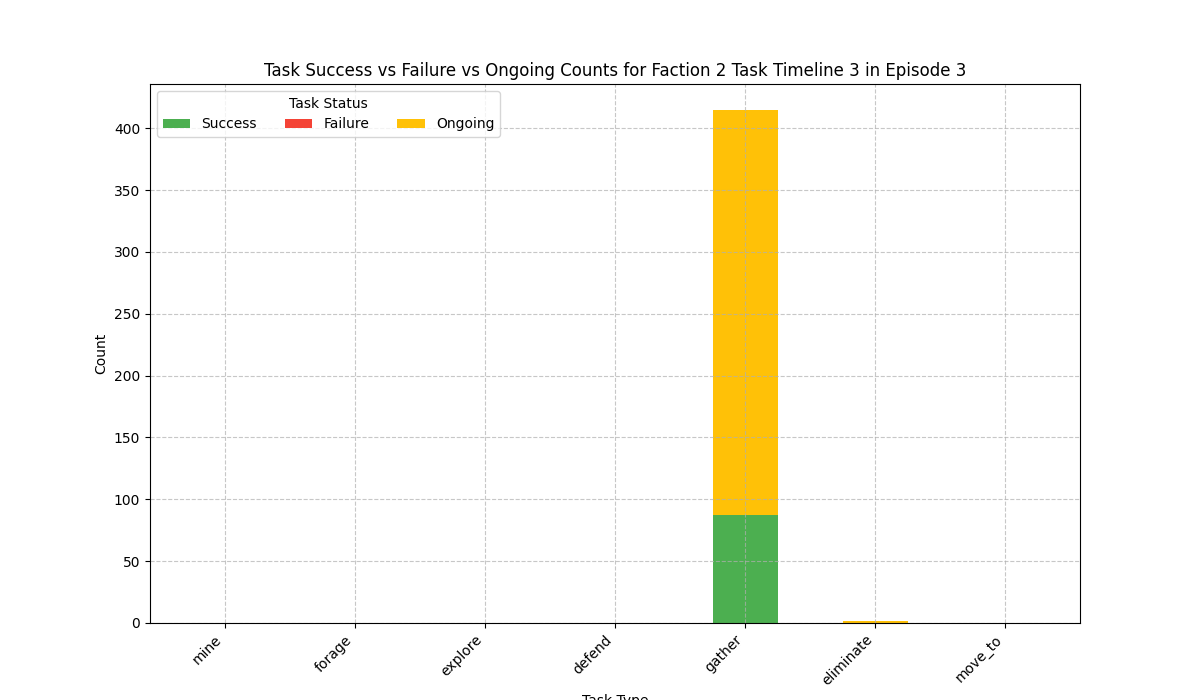 Task Success vs Failure vs Ongoing Counts for Faction 2 Task Timeline 3 in Episode 3
Task Status
Success Failure Ongoing
400
350
300
250
200
150
100
50
0
Count
mine forage explore defend gather eliminate move_to
Task Type